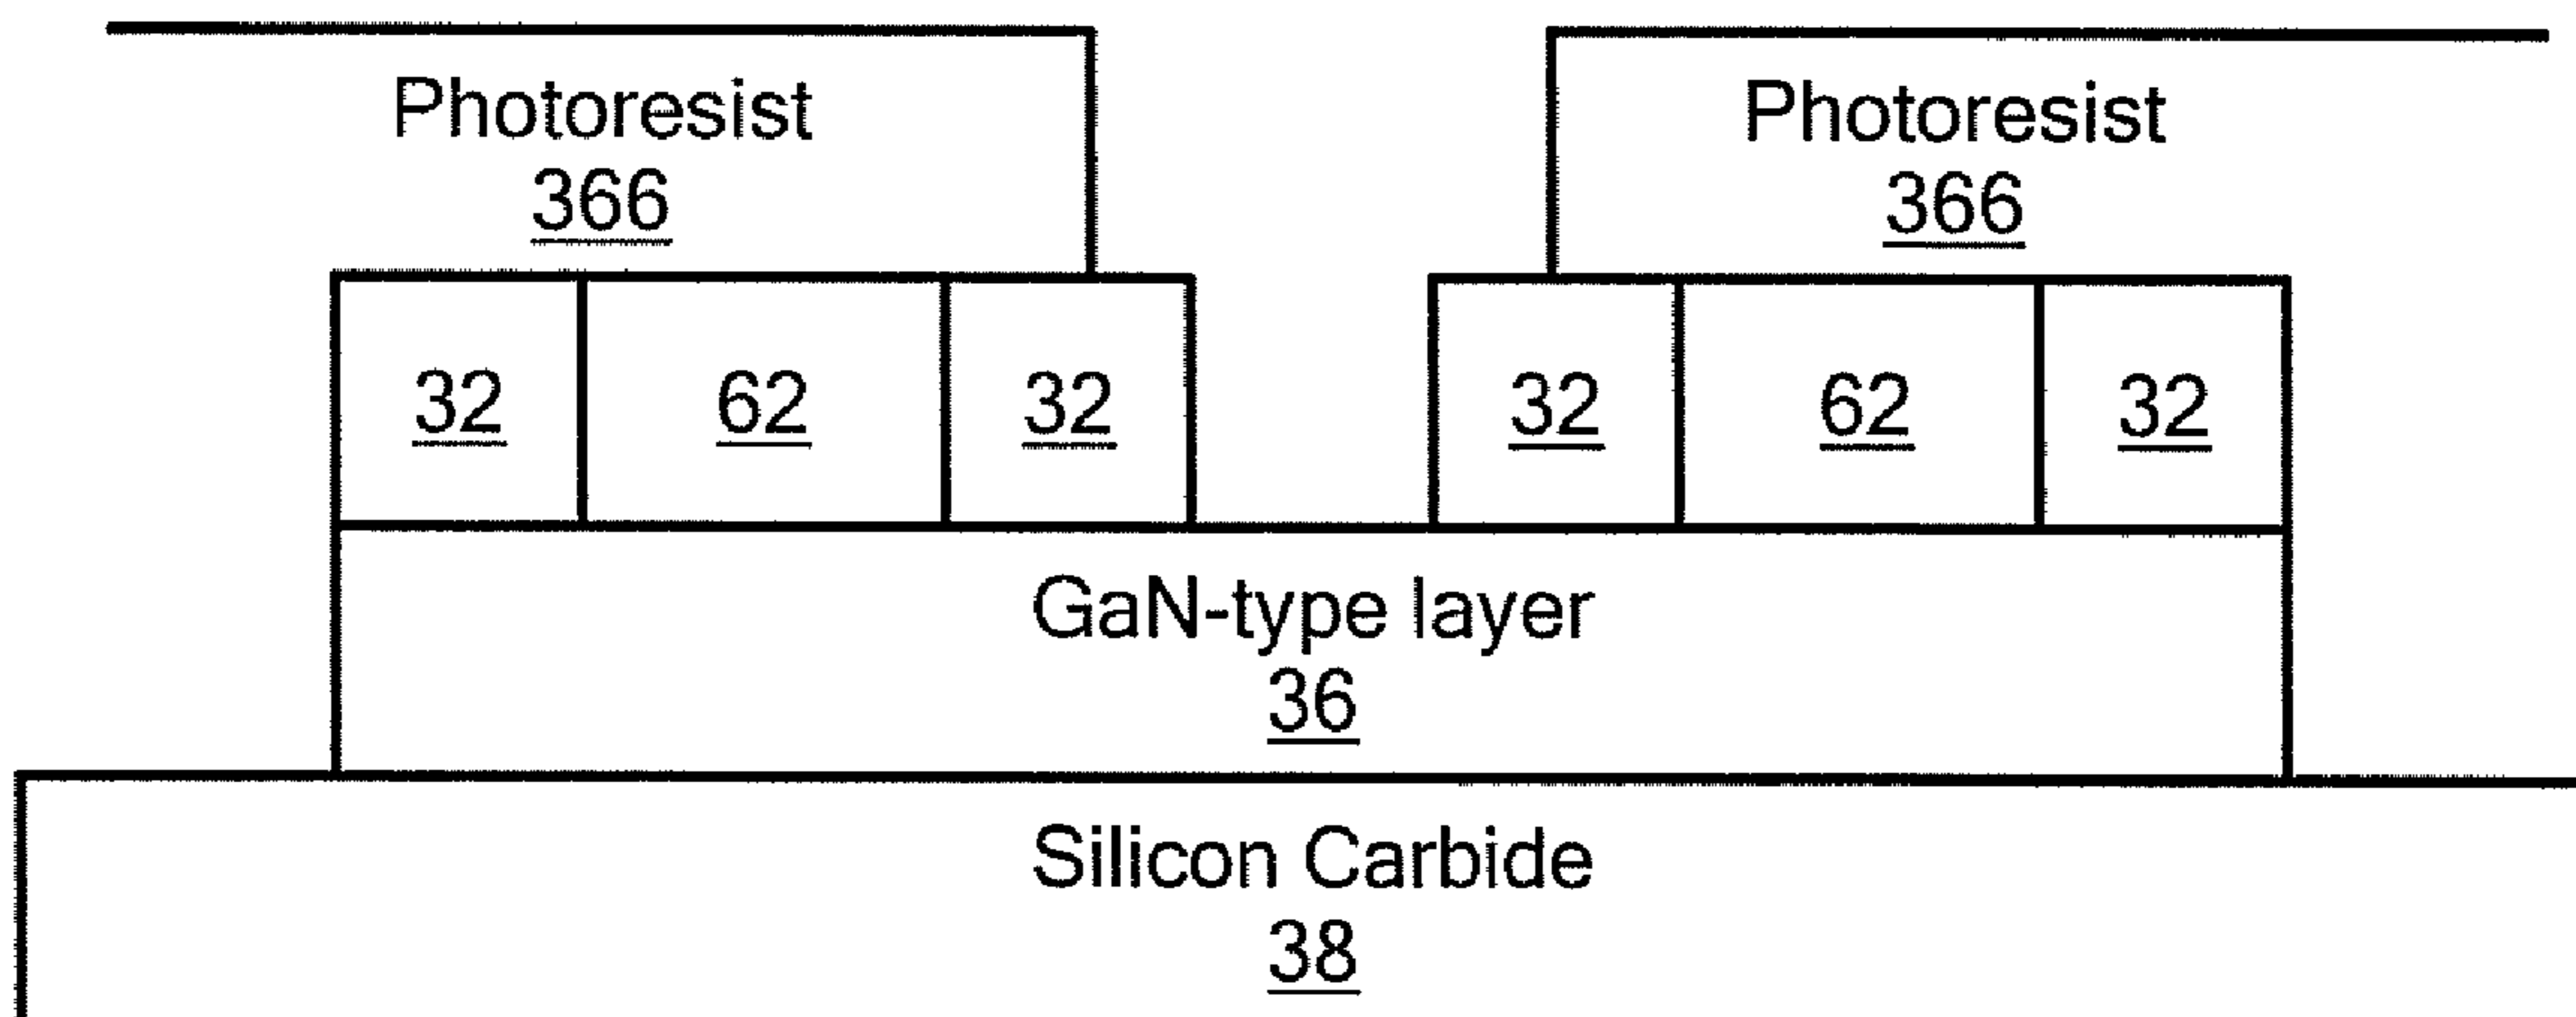 Photoresist
366
Photoresist
366
32 62 32 32 62 32
GaN-type layer
36
Silicon Carbide
38